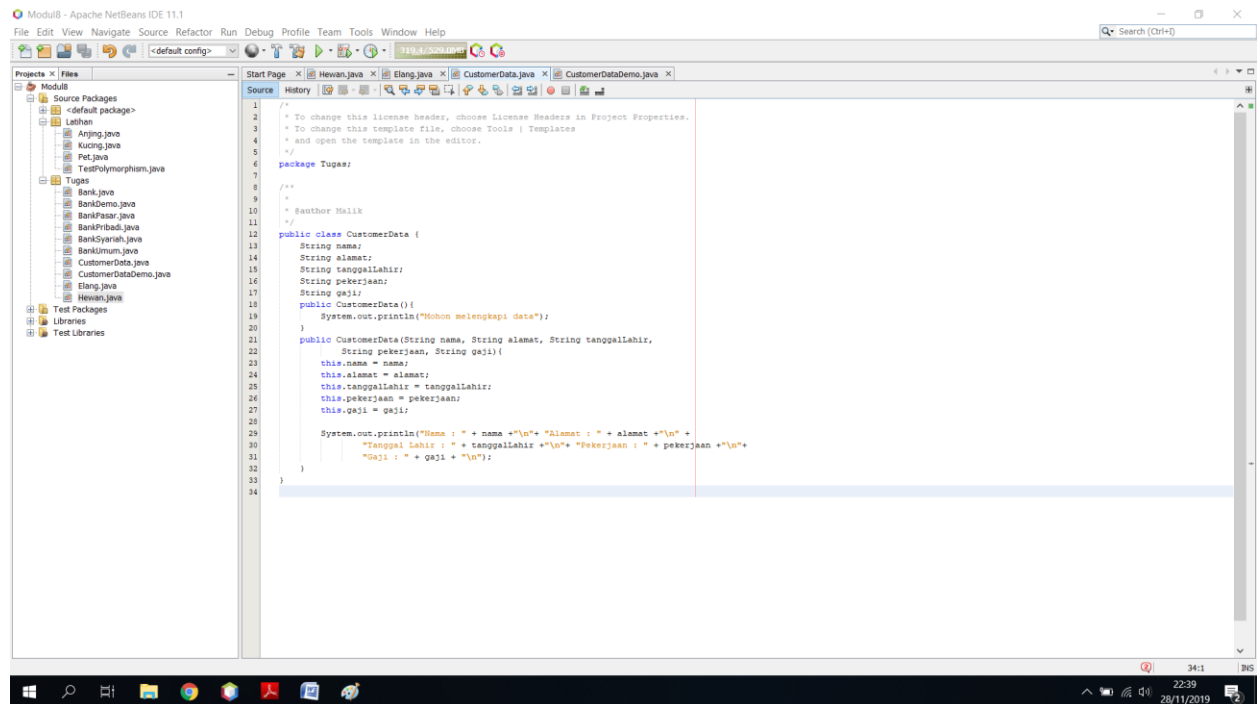 Modul8 - Apache NetBeans IDE 11.1
File Edit View Navigate Source Refactor Run Debug Profile Team Tools Window Help
Search (Ctrl+I)
<default config>
319,4/529,0MB
Projects Files
Start Page Hewan.java Elang.java CustomerData.java CustomerDataDemo.java
Source History
Modul8
Source Packages
<default package>
Latihan
Anjing.java
Kucing.java
Pet.java
TestPolymorphism.java
Tugas
Bank.java
BankDemo.java
BankPasar.java
BankPribadi.java
BankSyariah.java
BankUmum.java
CustomerData.java
CustomerDataDemo.java
Elang.java
Hewan.java
Test Packages
Libraries
Test Libraries
1 /*
2 * To change this license header, choose License Headers in Project Properties.
3 * To change this template file, choose Tools | Templates
4 * and open the template in the editor.
5 */
6 package Tugas;
7
8 /**
9 *
10 * @author Malik
11 */
12 public class CustomerData {
13 String nama;
14 String alamat;
15 String tanggalLahir;
16 String pekerjaan;
17 String gaji;
18 public CustomerData(){
19 System.out.println("Mohon melengkapi data");
20 }
21 public CustomerData(String nama, String alamat, String tanggalLahir,
22 String pekerjaan, String gaji){
23 this.nama = nama;
24 this.alamat = alamat;
25 this.tanggalLahir = tanggalLahir;
26 this.pekerjaan = pekerjaan;
27 this.gaji = gaji;
28
29 System.out.println("Nama : " + nama +"\n"+ "Alamat : " + alamat +"\n" +
30 "Tanggal Lahir : " + tanggalLahir +"\n"+ "Pekerjaan : " + pekerjaan +"\n"+
31 "Gaji : " + gaji + "\n");
32 }
33 }
34
2 34:1 INS
22:39
28/11/2019
2